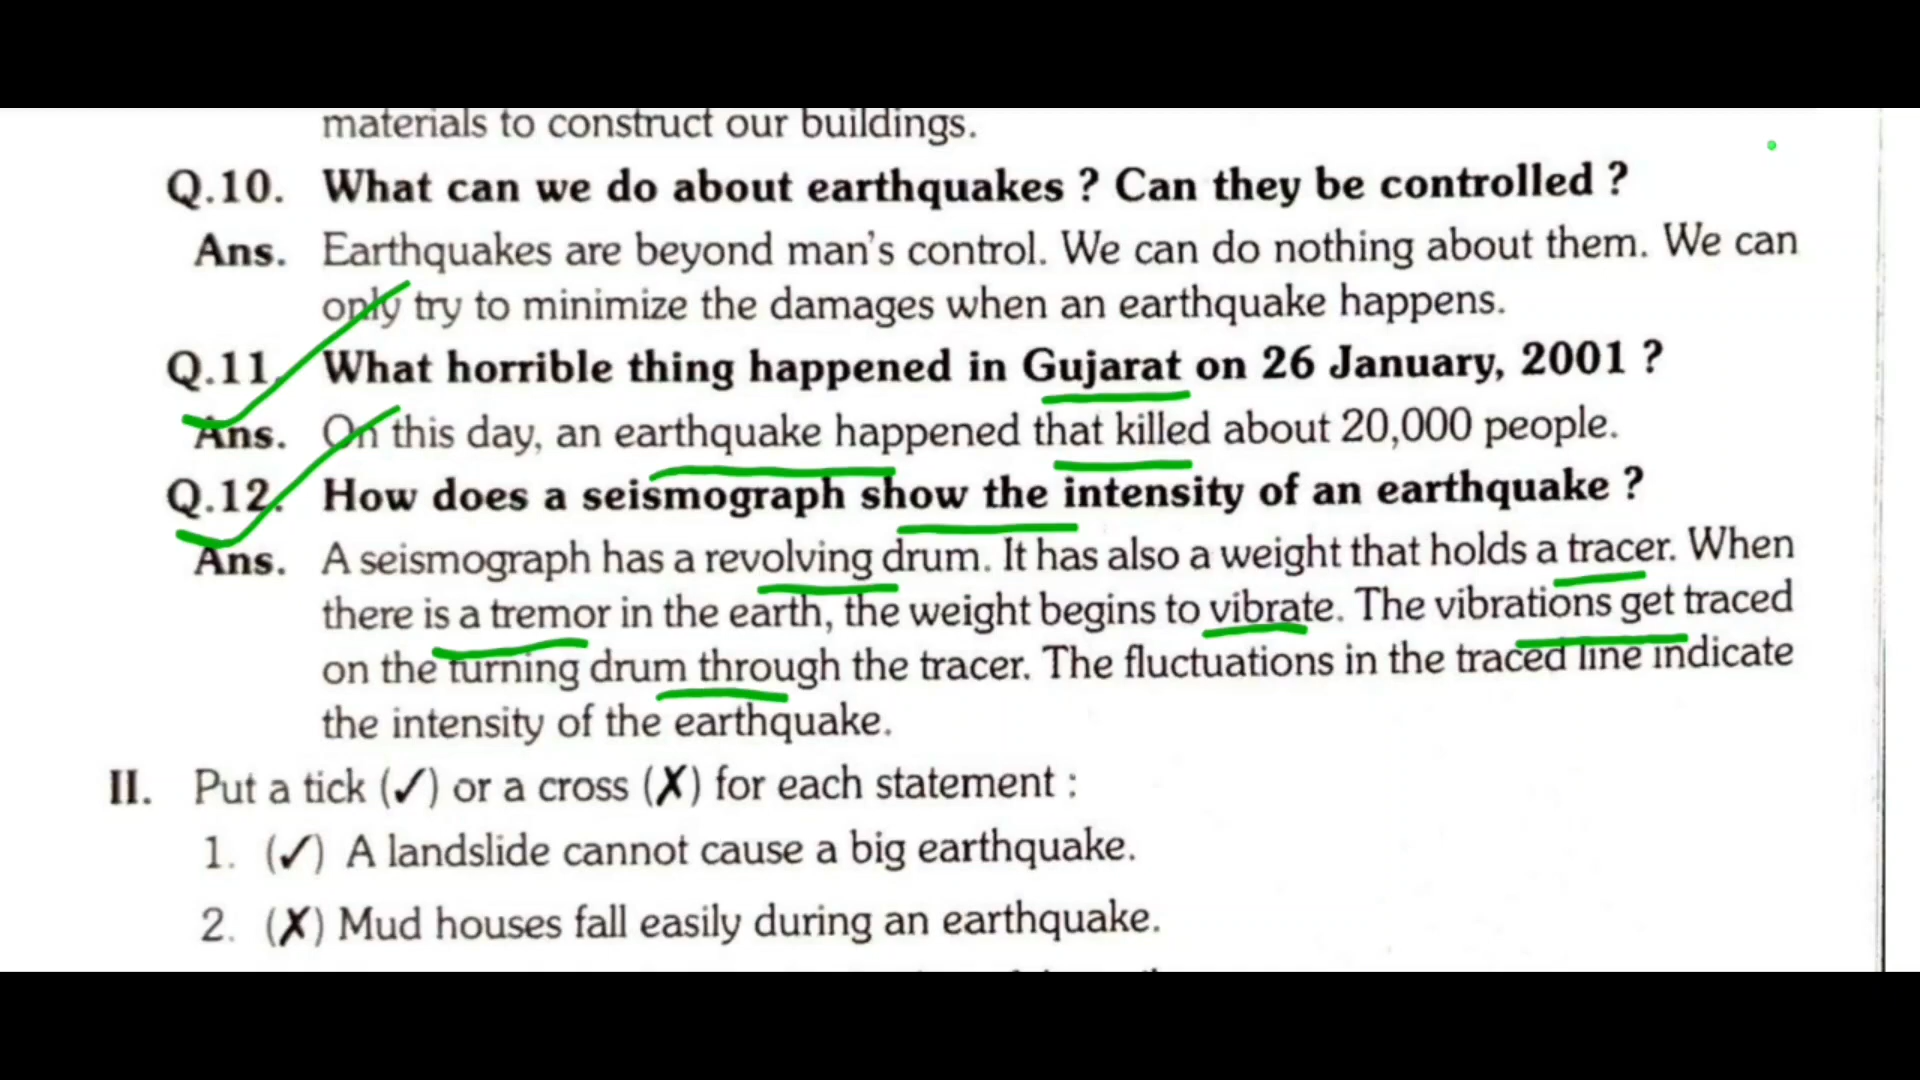 materials to construct our buildings.
Q.10. What can we do about earthquakes ? Can they be controlled ?
Ans. Earthquakes are beyond man's control. We can do nothing about them. We can
only try to minimize the damages when an earthquake happens.
Q.11. What horrible thing happened in Gujarat on 26 January, 2001 ?
Ans. On this day, an earthquake happened that killed about 20,000 people.
Q.12. How does a seismograph show the intensity of an earthquake ?
Ans. A seismograph has a revolving drum. It has also a weight that holds a tracer. When
there is a tremor in the earth, the weight begins to vibrate. The vibrations get traced
on the turning drum through the tracer. The fluctuations in the traced line indicate
the intensity of the earthquake.
II. Put a tick (✓) or a cross (✗) for each statement :
1. (✓) A landslide cannot cause a big earthquake.
2. (✗) Mud houses fall easily during an earthquake.